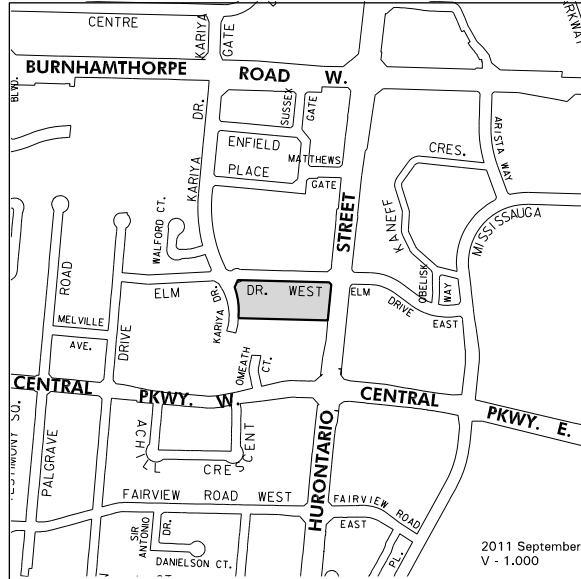 CENTRE
KARIYA
GATE
BURNHAMTHORPE ROAD W.
BLVD.
KARIYA DR.
SUSSEX
GATE
ENFIELD
PLACE
MATTHEWS
GATE
ARISTA WAY
CRES.
KANEFF
MISSISSAUGA
STREET
WALFORD CT.
ROAD
ELM
DR. WEST
ELM
DRIVE
EAST
OBELISK
WAY
KARIYA DR.
MELVILLE
AVE.
DRIVE
OMEATH
CT.
CENTRAL PKWY. W.
CENTRAL PKWY. E.
PALGRAVE
ACHILL
CRESCENT
HURONTARIO
FAIRVIEW ROAD WEST
FAIRVIEW ROAD
EAST
SIR
ANTONIO
DR.
DANIELSON CT.
PL.
2011 September
V - 1.000